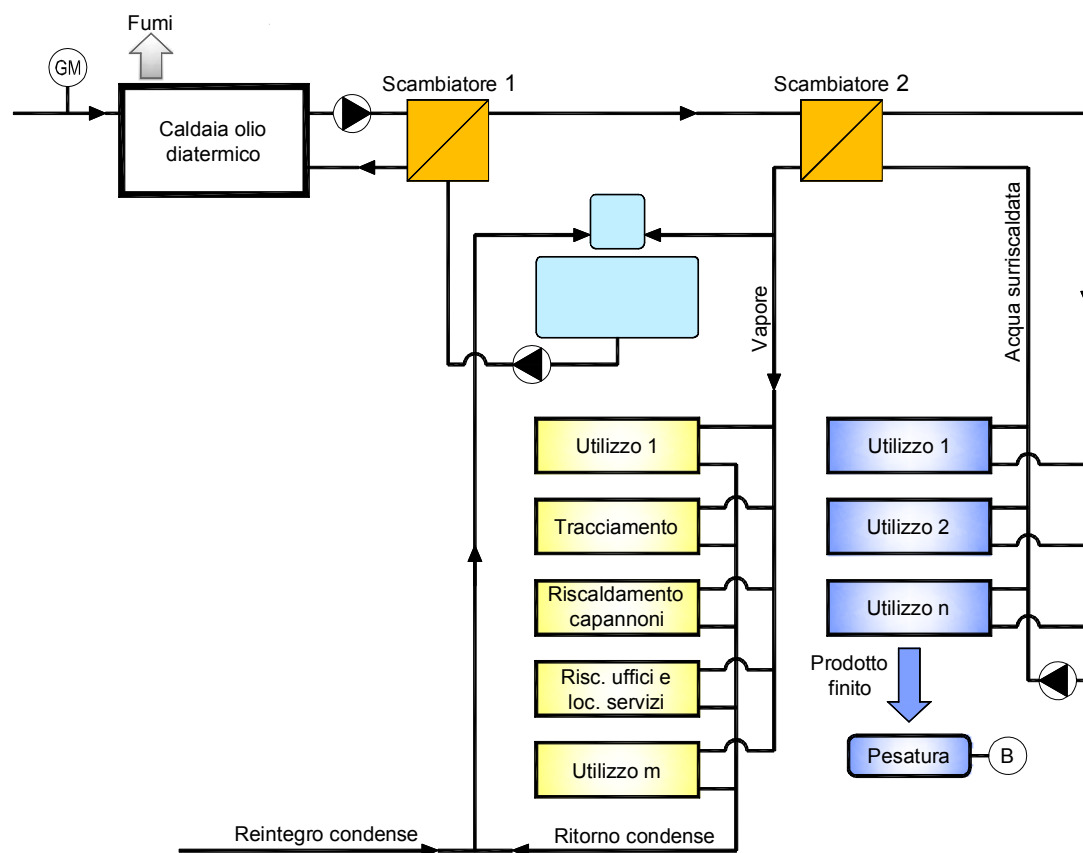 Fumi
GM
Scambiatore 1
Scambiatore 2
Caldaia olio
diatermico
Vapore
Acqua surriscaldata
Utilizzo 1
Utilizzo 1
Tracciamento
Utilizzo 2
Riscaldamento
capannoni
Utilizzo n
Risc. uffici e
loc. servizi
Prodotto
finito
Utilizzo m
Pesatura
B
Reintegro condense
Ritorno condense